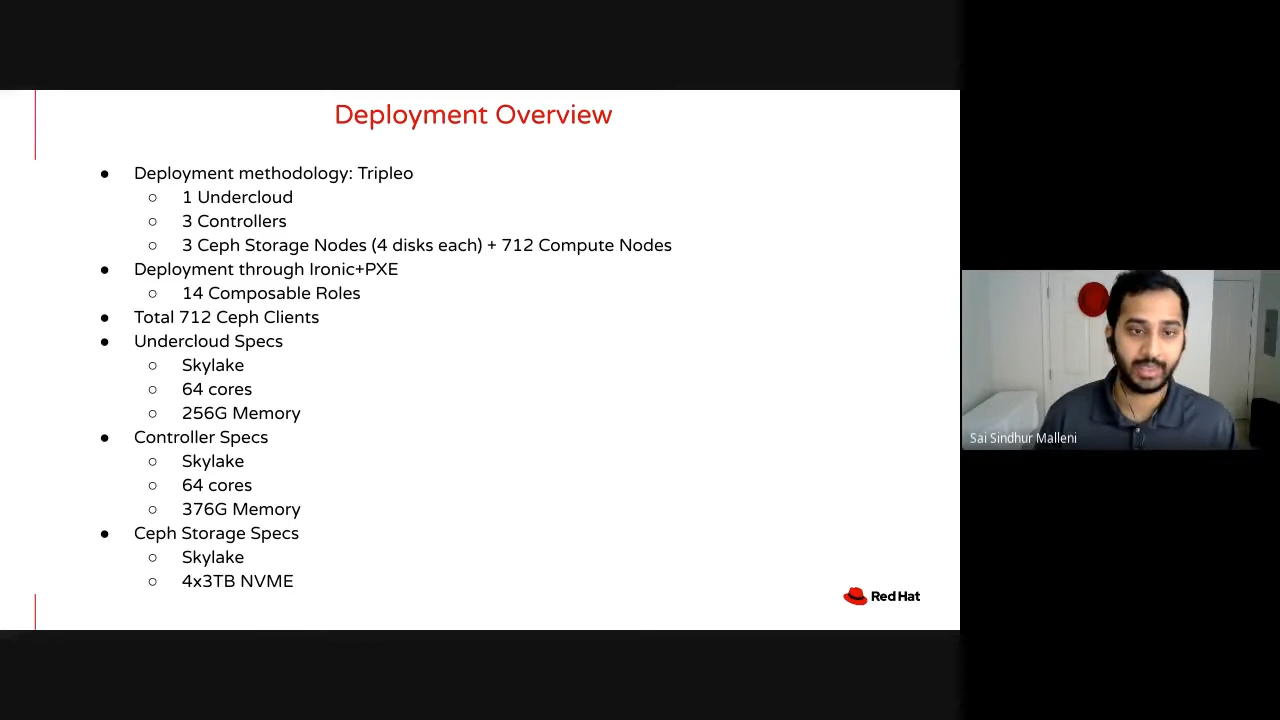 Deployment Overview
● Deployment methodology: Tripleo
○ 1 Undercloud
○ 3 Controllers
○ 3 Ceph Storage Nodes (4 disks each) + 712 Compute Nodes
● Deployment through Ironic+PXE
○ 14 Composable Roles
● Total 712 Ceph Clients
● Undercloud Specs
○ Skylake
○ 64 cores
○ 256G Memory
● Controller Specs
○ Skylake
○ 64 cores
○ 376G Memory
● Ceph Storage Specs
○ Skylake
○ 4x3TB NVME
Red Hat
Sai Sindhur Malleni